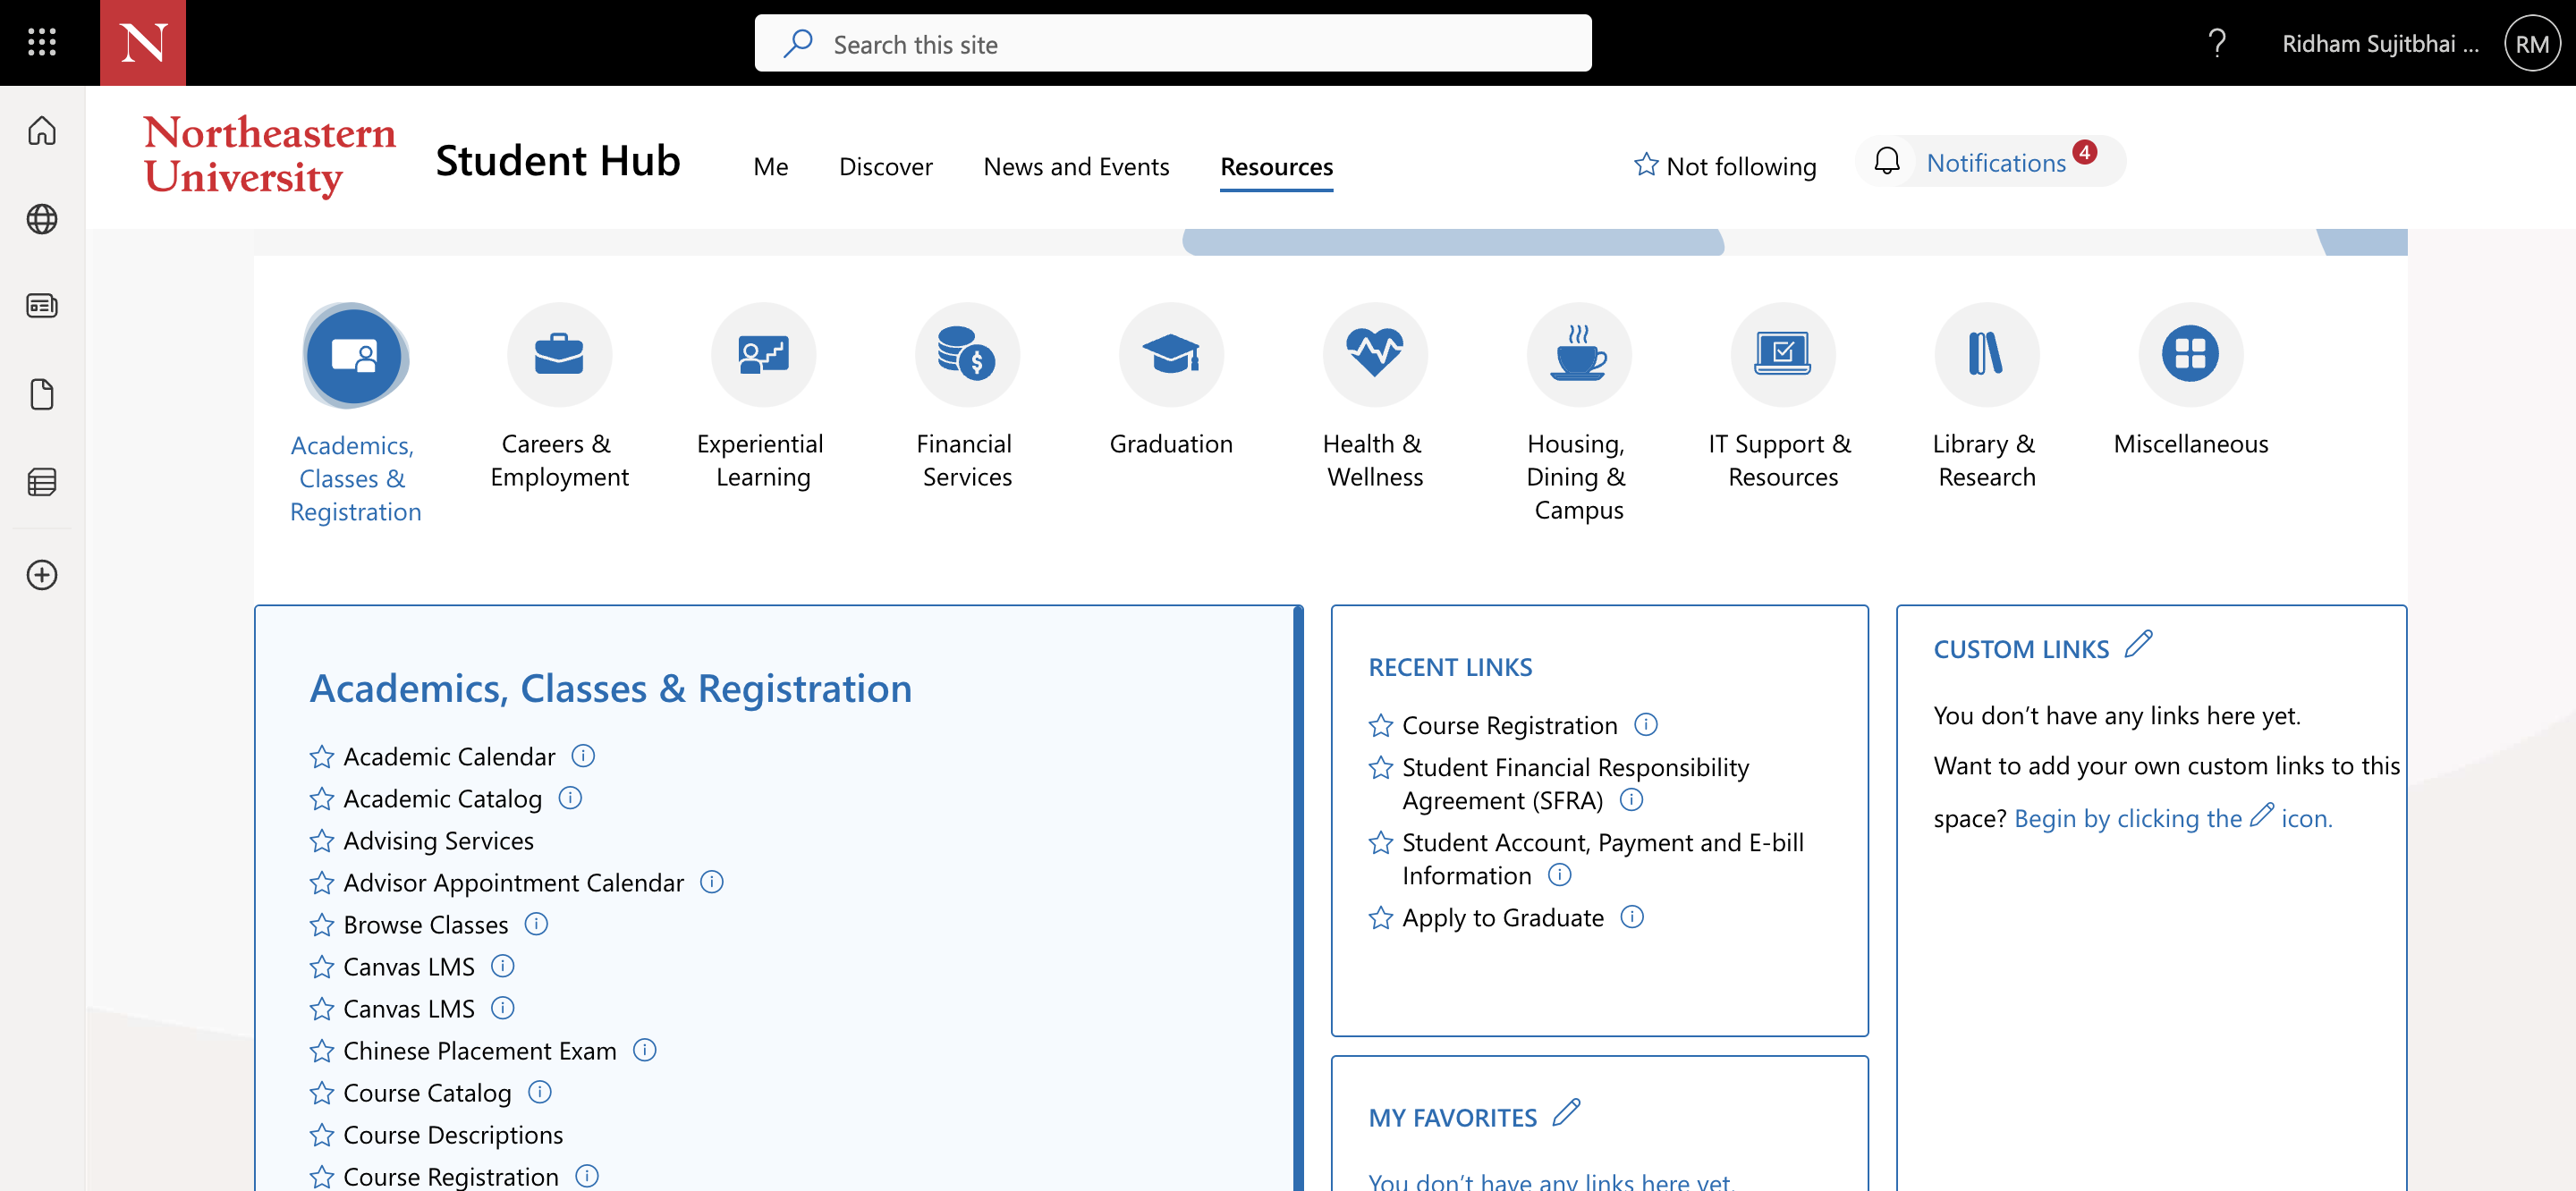 N
Search this site
?
Ridham Sujitbhai ...
RM
Northeastern
University
Student Hub
Me
Discover
News and Events
Resources
Not following
Notifications
4
Academics,
Classes &
Registration
Careers &
Employment
Experiential
Learning
Financial
Services
Graduation
Health &
Wellness
Housing,
Dining &
Campus
IT Support &
Resources
Library &
Research
Miscellaneous
Academics, Classes & Registration
Academic Calendar
Academic Catalog
Advising Services
Advisor Appointment Calendar
Browse Classes
Canvas LMS
Canvas LMS
Chinese Placement Exam
Course Catalog
Course Descriptions
Course Registration
RECENT LINKS
Course Registration
Student Financial Responsibility
Agreement (SFRA)
Student Account, Payment and E-bill
Information
Apply to Graduate
MY FAVORITES
You don't have any links here yet.
CUSTOM LINKS
You don't have any links here yet.
Want to add your own custom links to this
space? Begin by clicking the icon.